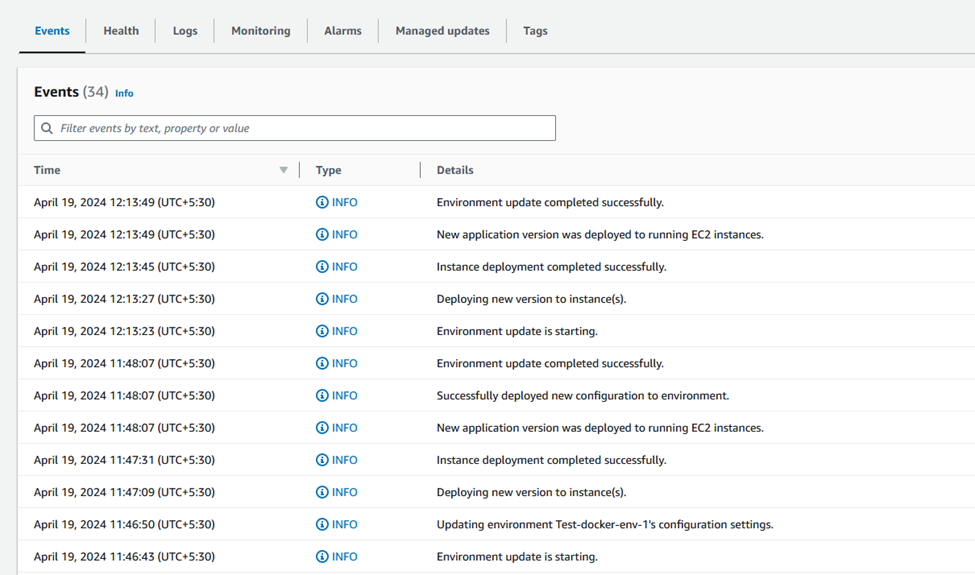 Events Health Logs Monitoring Alarms Managed updates Tags
Events (34) Info
Filter events by text, property or value
Time Type Details
April 19, 2024 12:13:49 (UTC+5:30) INFO Environment update completed successfully.
April 19, 2024 12:13:49 (UTC+5:30) INFO New application version was deployed to running EC2 instances.
April 19, 2024 12:13:45 (UTC+5:30) INFO Instance deployment completed successfully.
April 19, 2024 12:13:27 (UTC+5:30) INFO Deploying new version to instance(s).
April 19, 2024 12:13:23 (UTC+5:30) INFO Environment update is starting.
April 19, 2024 11:48:07 (UTC+5:30) INFO Environment update completed successfully.
April 19, 2024 11:48:07 (UTC+5:30) INFO Successfully deployed new configuration to environment.
April 19, 2024 11:48:07 (UTC+5:30) INFO New application version was deployed to running EC2 instances.
April 19, 2024 11:47:31 (UTC+5:30) INFO Instance deployment completed successfully.
April 19, 2024 11:47:09 (UTC+5:30) INFO Deploying new version to instance(s).
April 19, 2024 11:46:50 (UTC+5:30) INFO Updating environment Test-docker-env-1's configuration settings.
April 19, 2024 11:46:43 (UTC+5:30) INFO Environment update is starting.